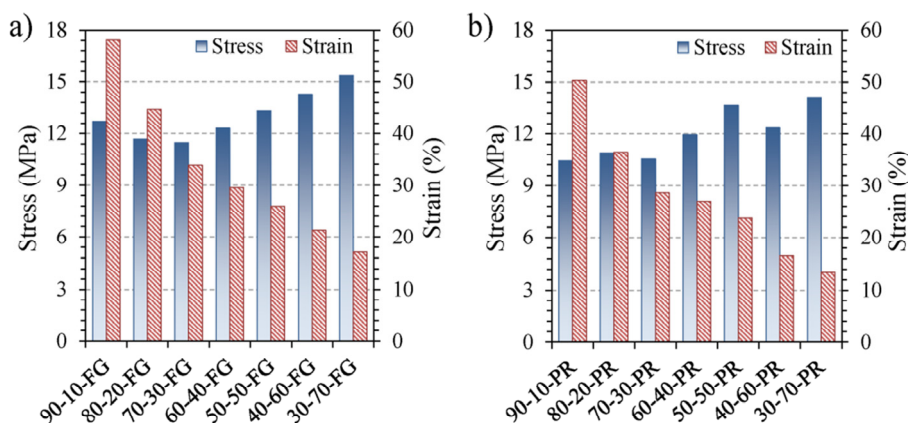 a)
Stress Strain
18
15
12
9
6
3
0
Stress (MPa)
60
50
40
30
20
10
0
Strain (%)
90-10-FG
80-20-FG
70-30-FG
60-40-FG
50-50-FG
40-60-FG
30-70-FG
b)
Stress Strain
18
15
12
9
6
3
0
Stress (MPa)
60
50
40
30
20
10
0
Strain (%)
90-10-PR
80-20-PR
70-30-PR
60-40-PR
50-50-PR
40-60-PR
30-70-PR